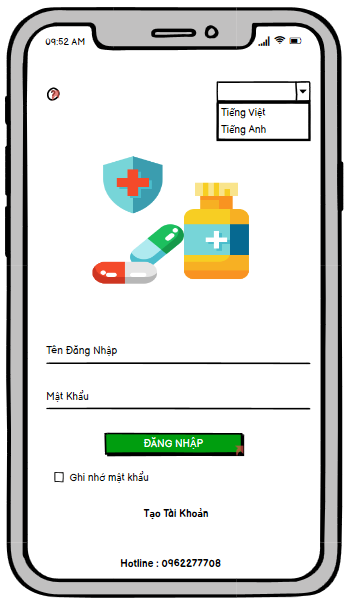 09:52 AM
Tiếng Việt
Tiếng Anh
Tên Đăng Nhập
Mật Khẩu
ĐĂNG NHẬP
Ghi nhớ mật khẩu
Tạo Tài Khoản
Hotline : 0962277708